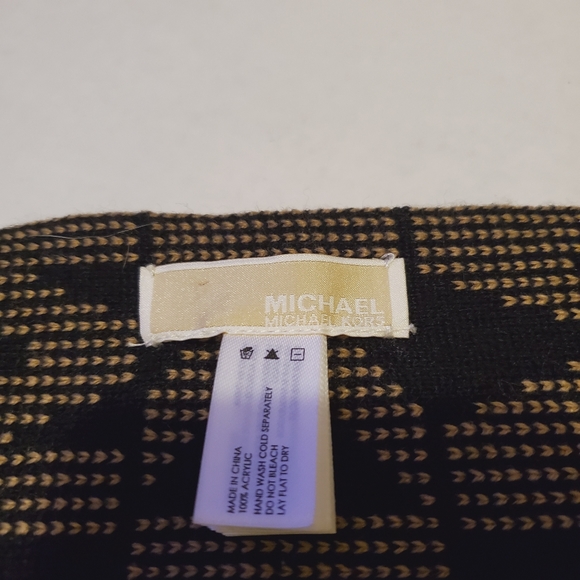 MICHAEL
MICHAEL KORS
MADE IN CHINA
100% ACRYLIC
HAND WASH COLD SEPARATELY
DO NOT BLEACH
LAY FLAT TO DRY